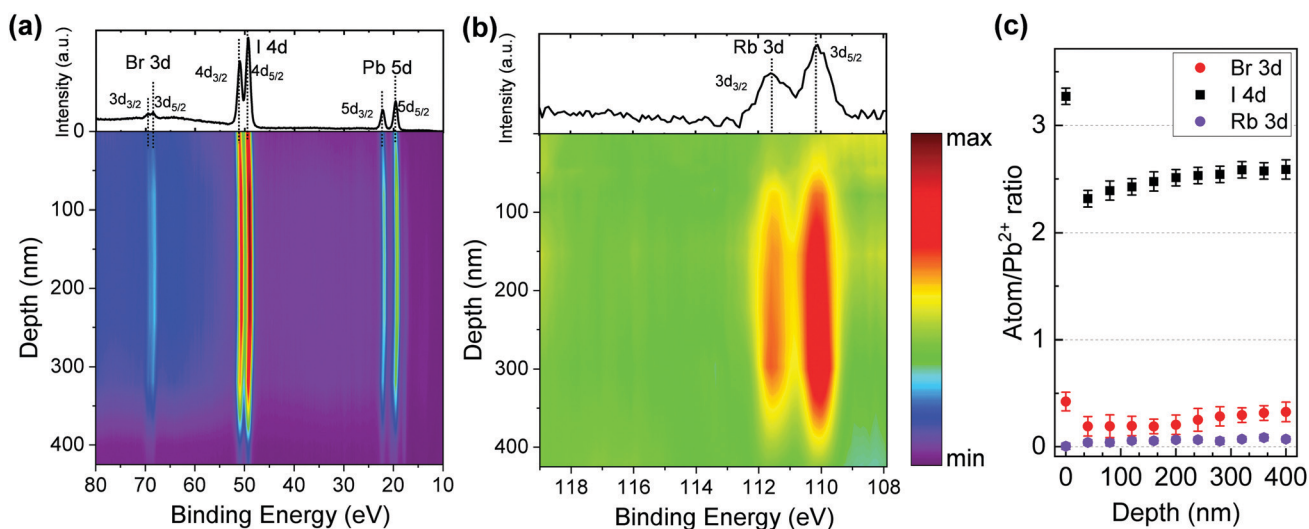 (a)
Intensity (a.u.)
Br 3d
3d3/2
3d5/2
I 4d
4d3/2
4d5/2
Pb 5d
5d3/2
5d5/2
0
100
200
300
400
Depth (nm)
80 70 60 50 40 30 20 10
Binding Energy (eV)
(b)
Intensity (a.u.)
Rb 3d
3d3/2
3d5/2
0
100
200
300
400
Depth (nm)
118 116 114 112 110 108
Binding Energy (eV)
max
min
(c)
Br 3d
I 4d
Rb 3d
3
2
1
0
Atom/Pb²⁺ ratio
0 100 200 300 400
Depth (nm)